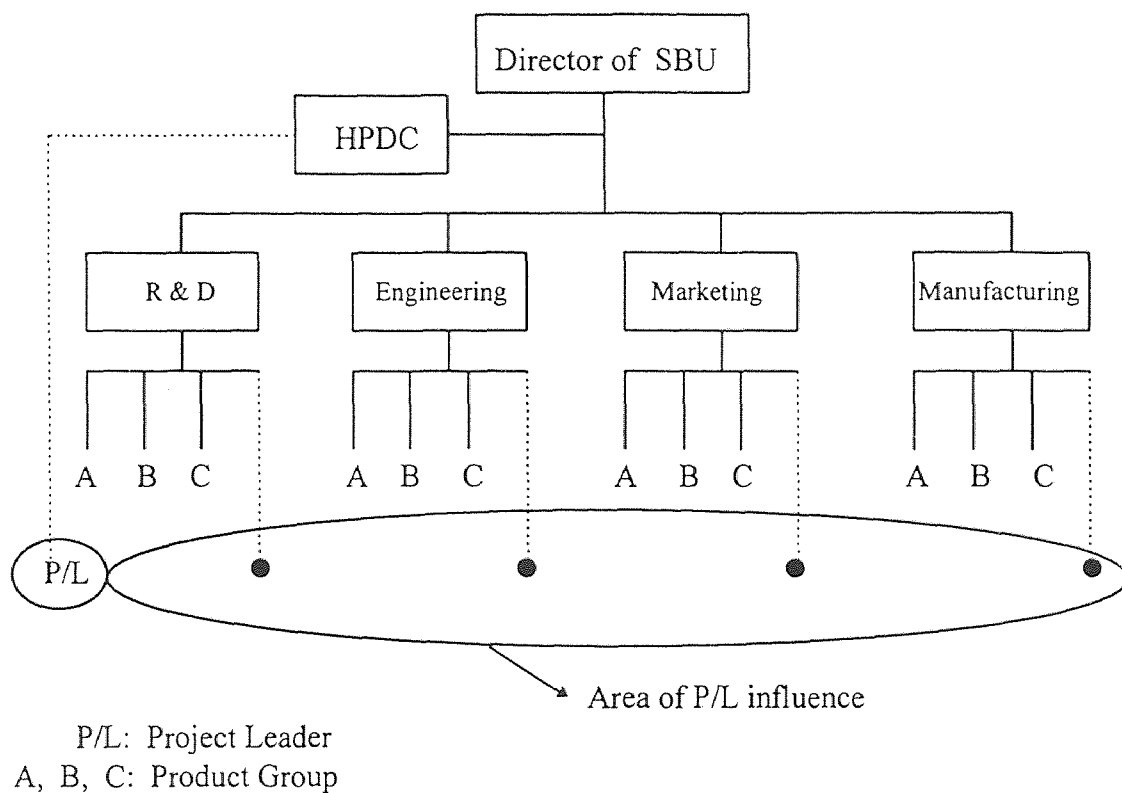 Director of SBU
HPDC
R & D
Engineering
Marketing
Manufacturing
A B C
A B C
A B C
A B C
P/L
Area of P/L influence
P/L: Project Leader
A, B, C: Product Group